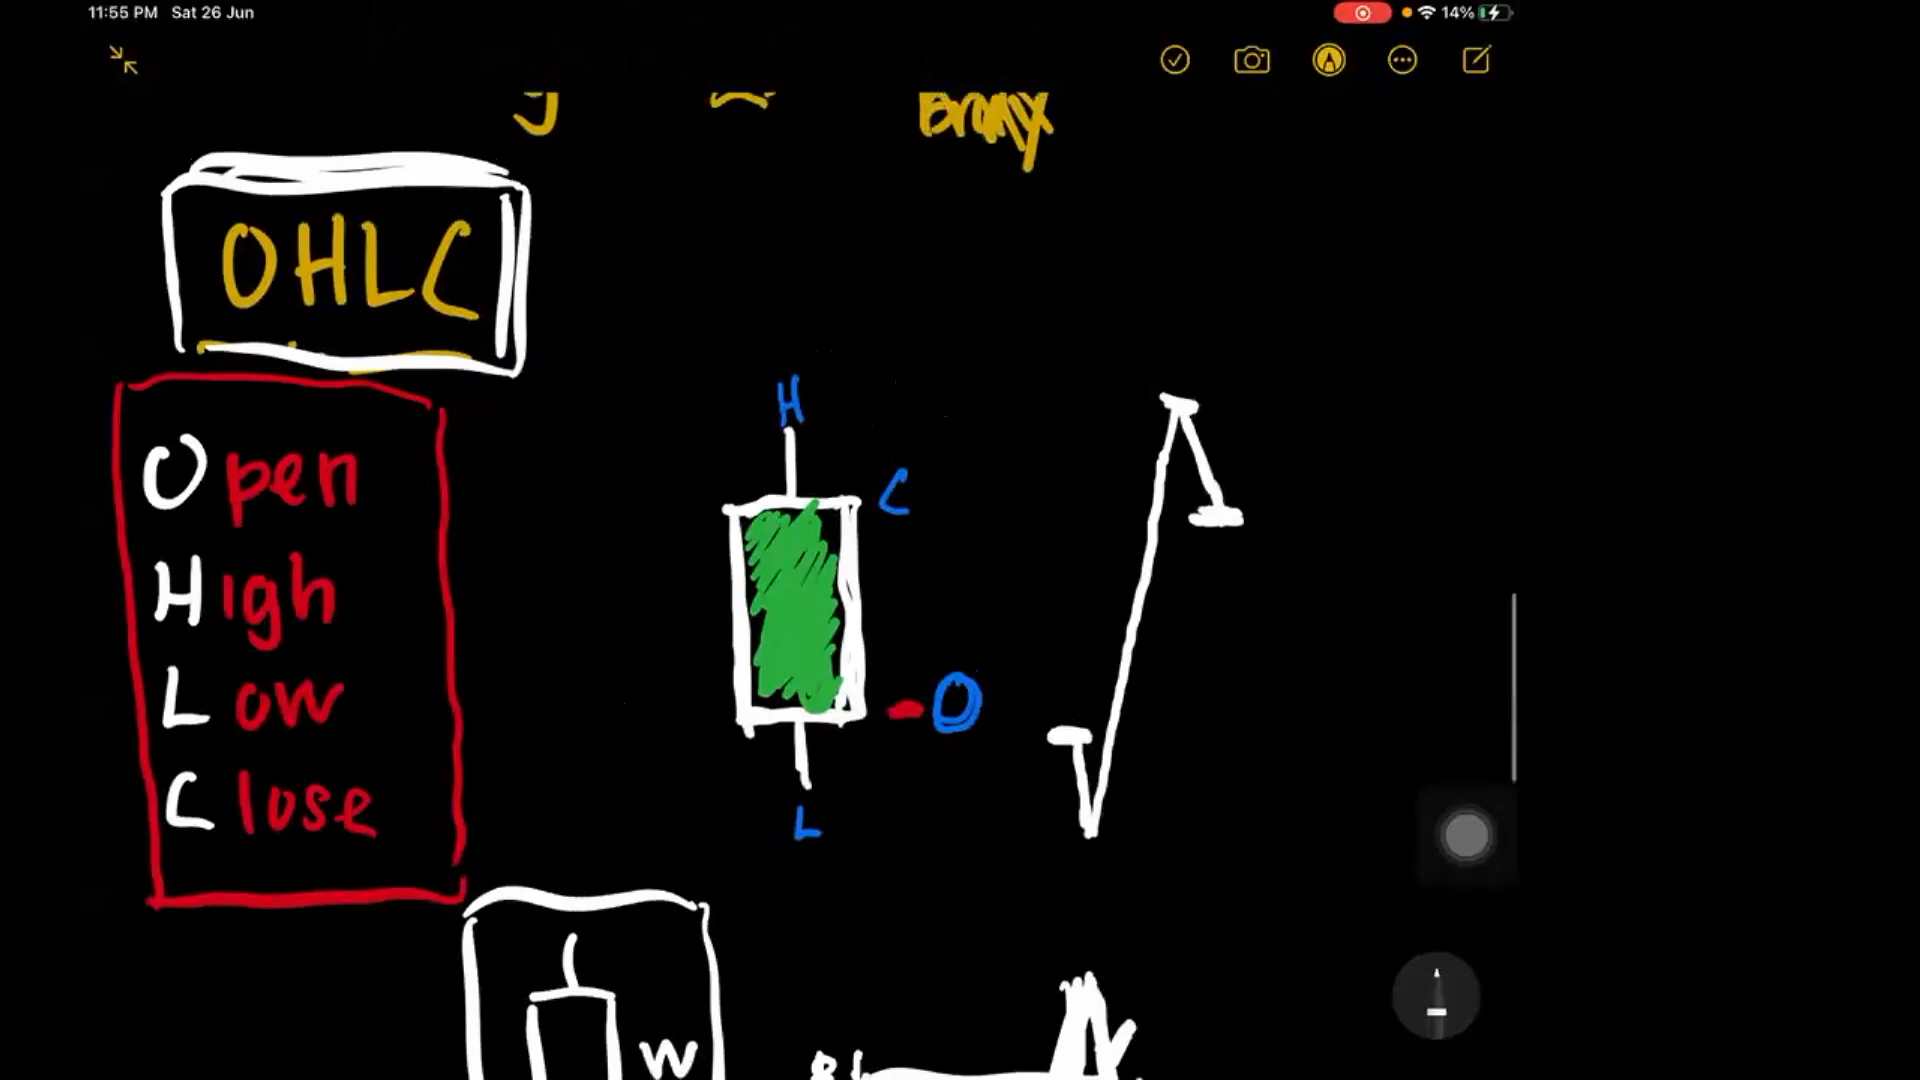 11:55 PM Sat 26 Jun
14%
OHLC
Open
High
Low
Close
H
C
O
L
W